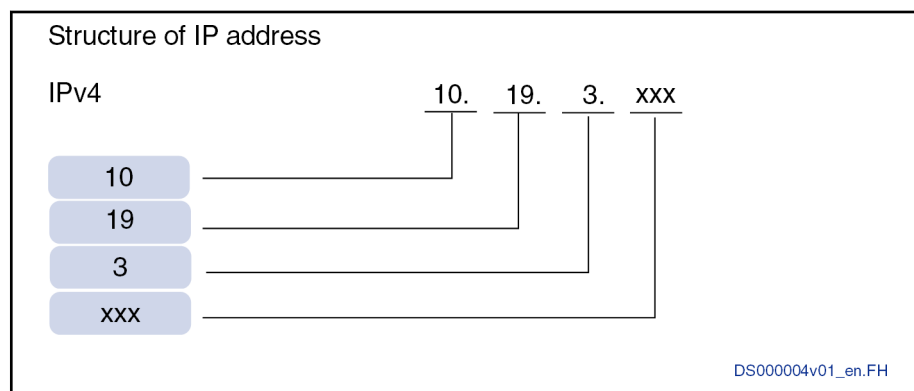 Structure of IP address
IPv4 10. 19. 3. xxx
10
19
3
xxx
DS000004v01_en.FH